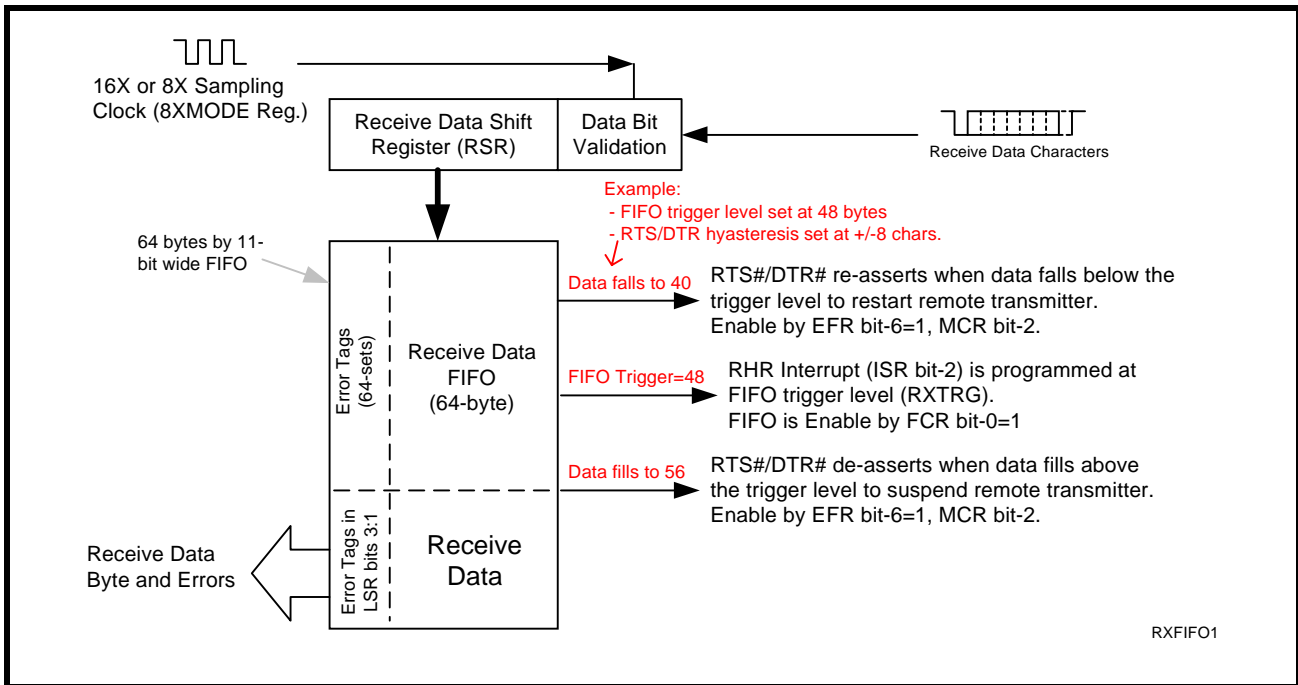 16X or 8X Sampling
Clock (8XMODE Reg.)
Receive Data Shift
Register (RSR)
Data Bit
Validation
Receive Data Characters
Example:
- FIFO trigger level set at 48 bytes
- RTS/DTR hyasteresis set at +/-8 chars.
64 bytes by 11-
bit wide FIFO
Error Tags
(64-sets)
Receive Data
FIFO
(64-byte)
Data falls to 40
RTS#/DTR# re-asserts when data falls below the
trigger level to restart remote transmitter.
Enable by EFR bit-6=1, MCR bit-2.
FIFO Trigger=48
RHR Interrupt (ISR bit-2) is programmed at
FIFO trigger level (RXTRG).
FIFO is Enable by FCR bit-0=1
Data fills to 56
RTS#/DTR# de-asserts when data fills above
the trigger level to suspend remote transmitter.
Enable by EFR bit-6=1, MCR bit-2.
Error Tags in
LSR bits 3:1
Receive
Data
Receive Data
Byte and Errors
RXFIFO1